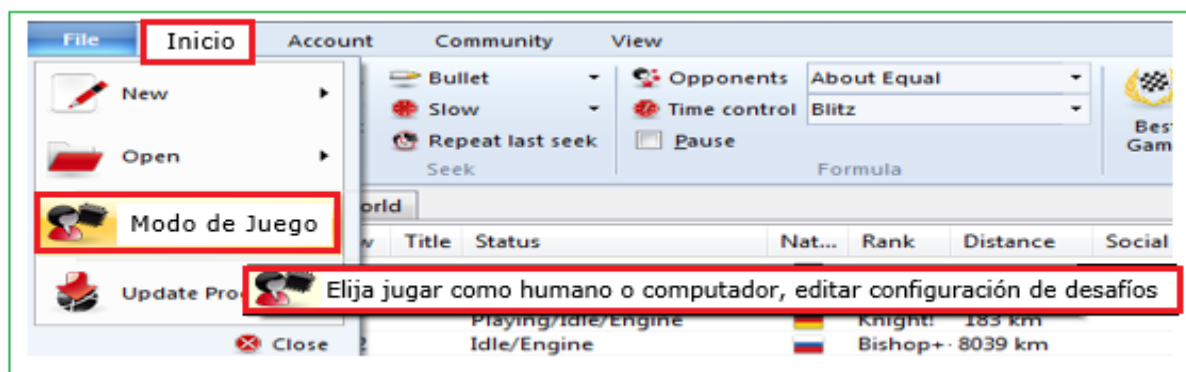 File Inicio Account Community View
New Bullet Opponents About Equal
Slow Time control Blitz
Repeat last seek Pause
Open Seek Formula
Modo de Juego
Title Status Nat... Rank Distance Social
Update Elija jugar como humano o computador, editar configuración de desafíos
Playing/Idle/Engine Knight! 183 km
Close Idle/Engine Bishop+ 8039 km